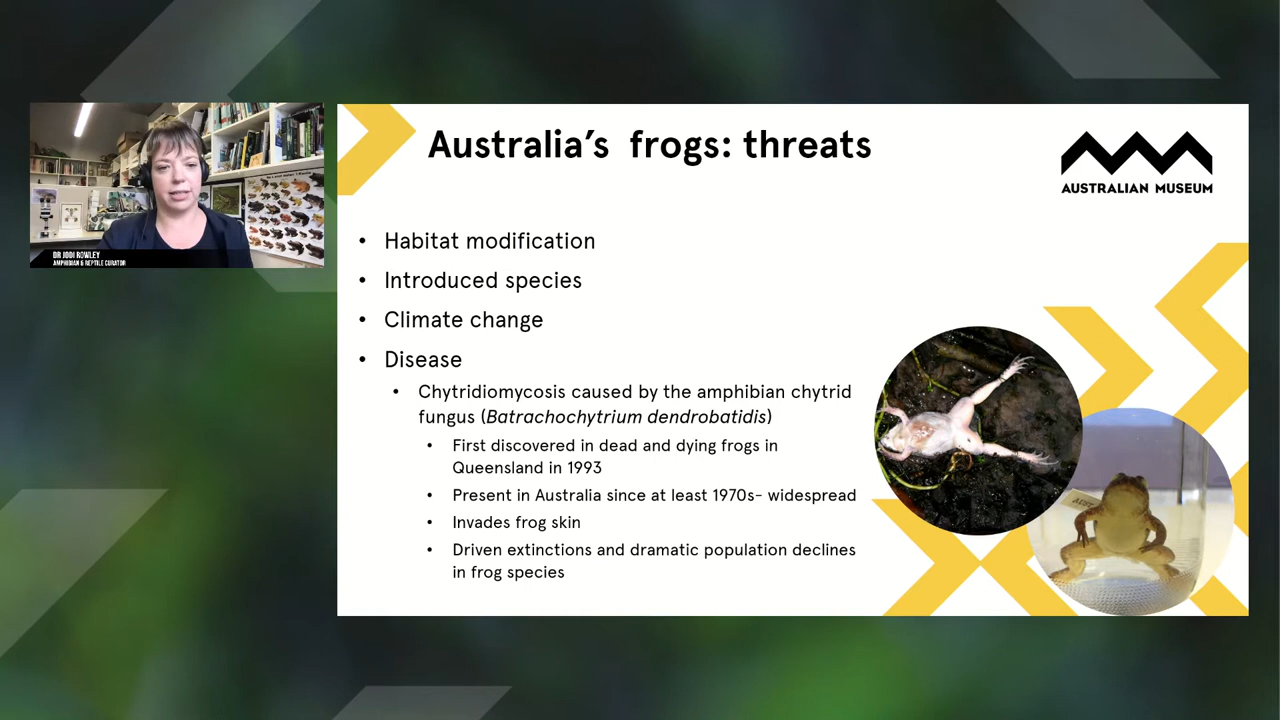 Australia's frogs: threats
AUSTRALIAN MUSEUM
DR JODI ROWLEY
AMPHIBIAN & REPTILE CURATOR
• Habitat modification
• Introduced species
• Climate change
• Disease
• Chytridiomycosis caused by the amphibian chytrid
fungus (Batrachochytrium dendrobatidis)
• First discovered in dead and dying frogs in
Queensland in 1993
• Present in Australia since at least 1970s- widespread
• Invades frog skin
• Driven extinctions and dramatic population declines
in frog species